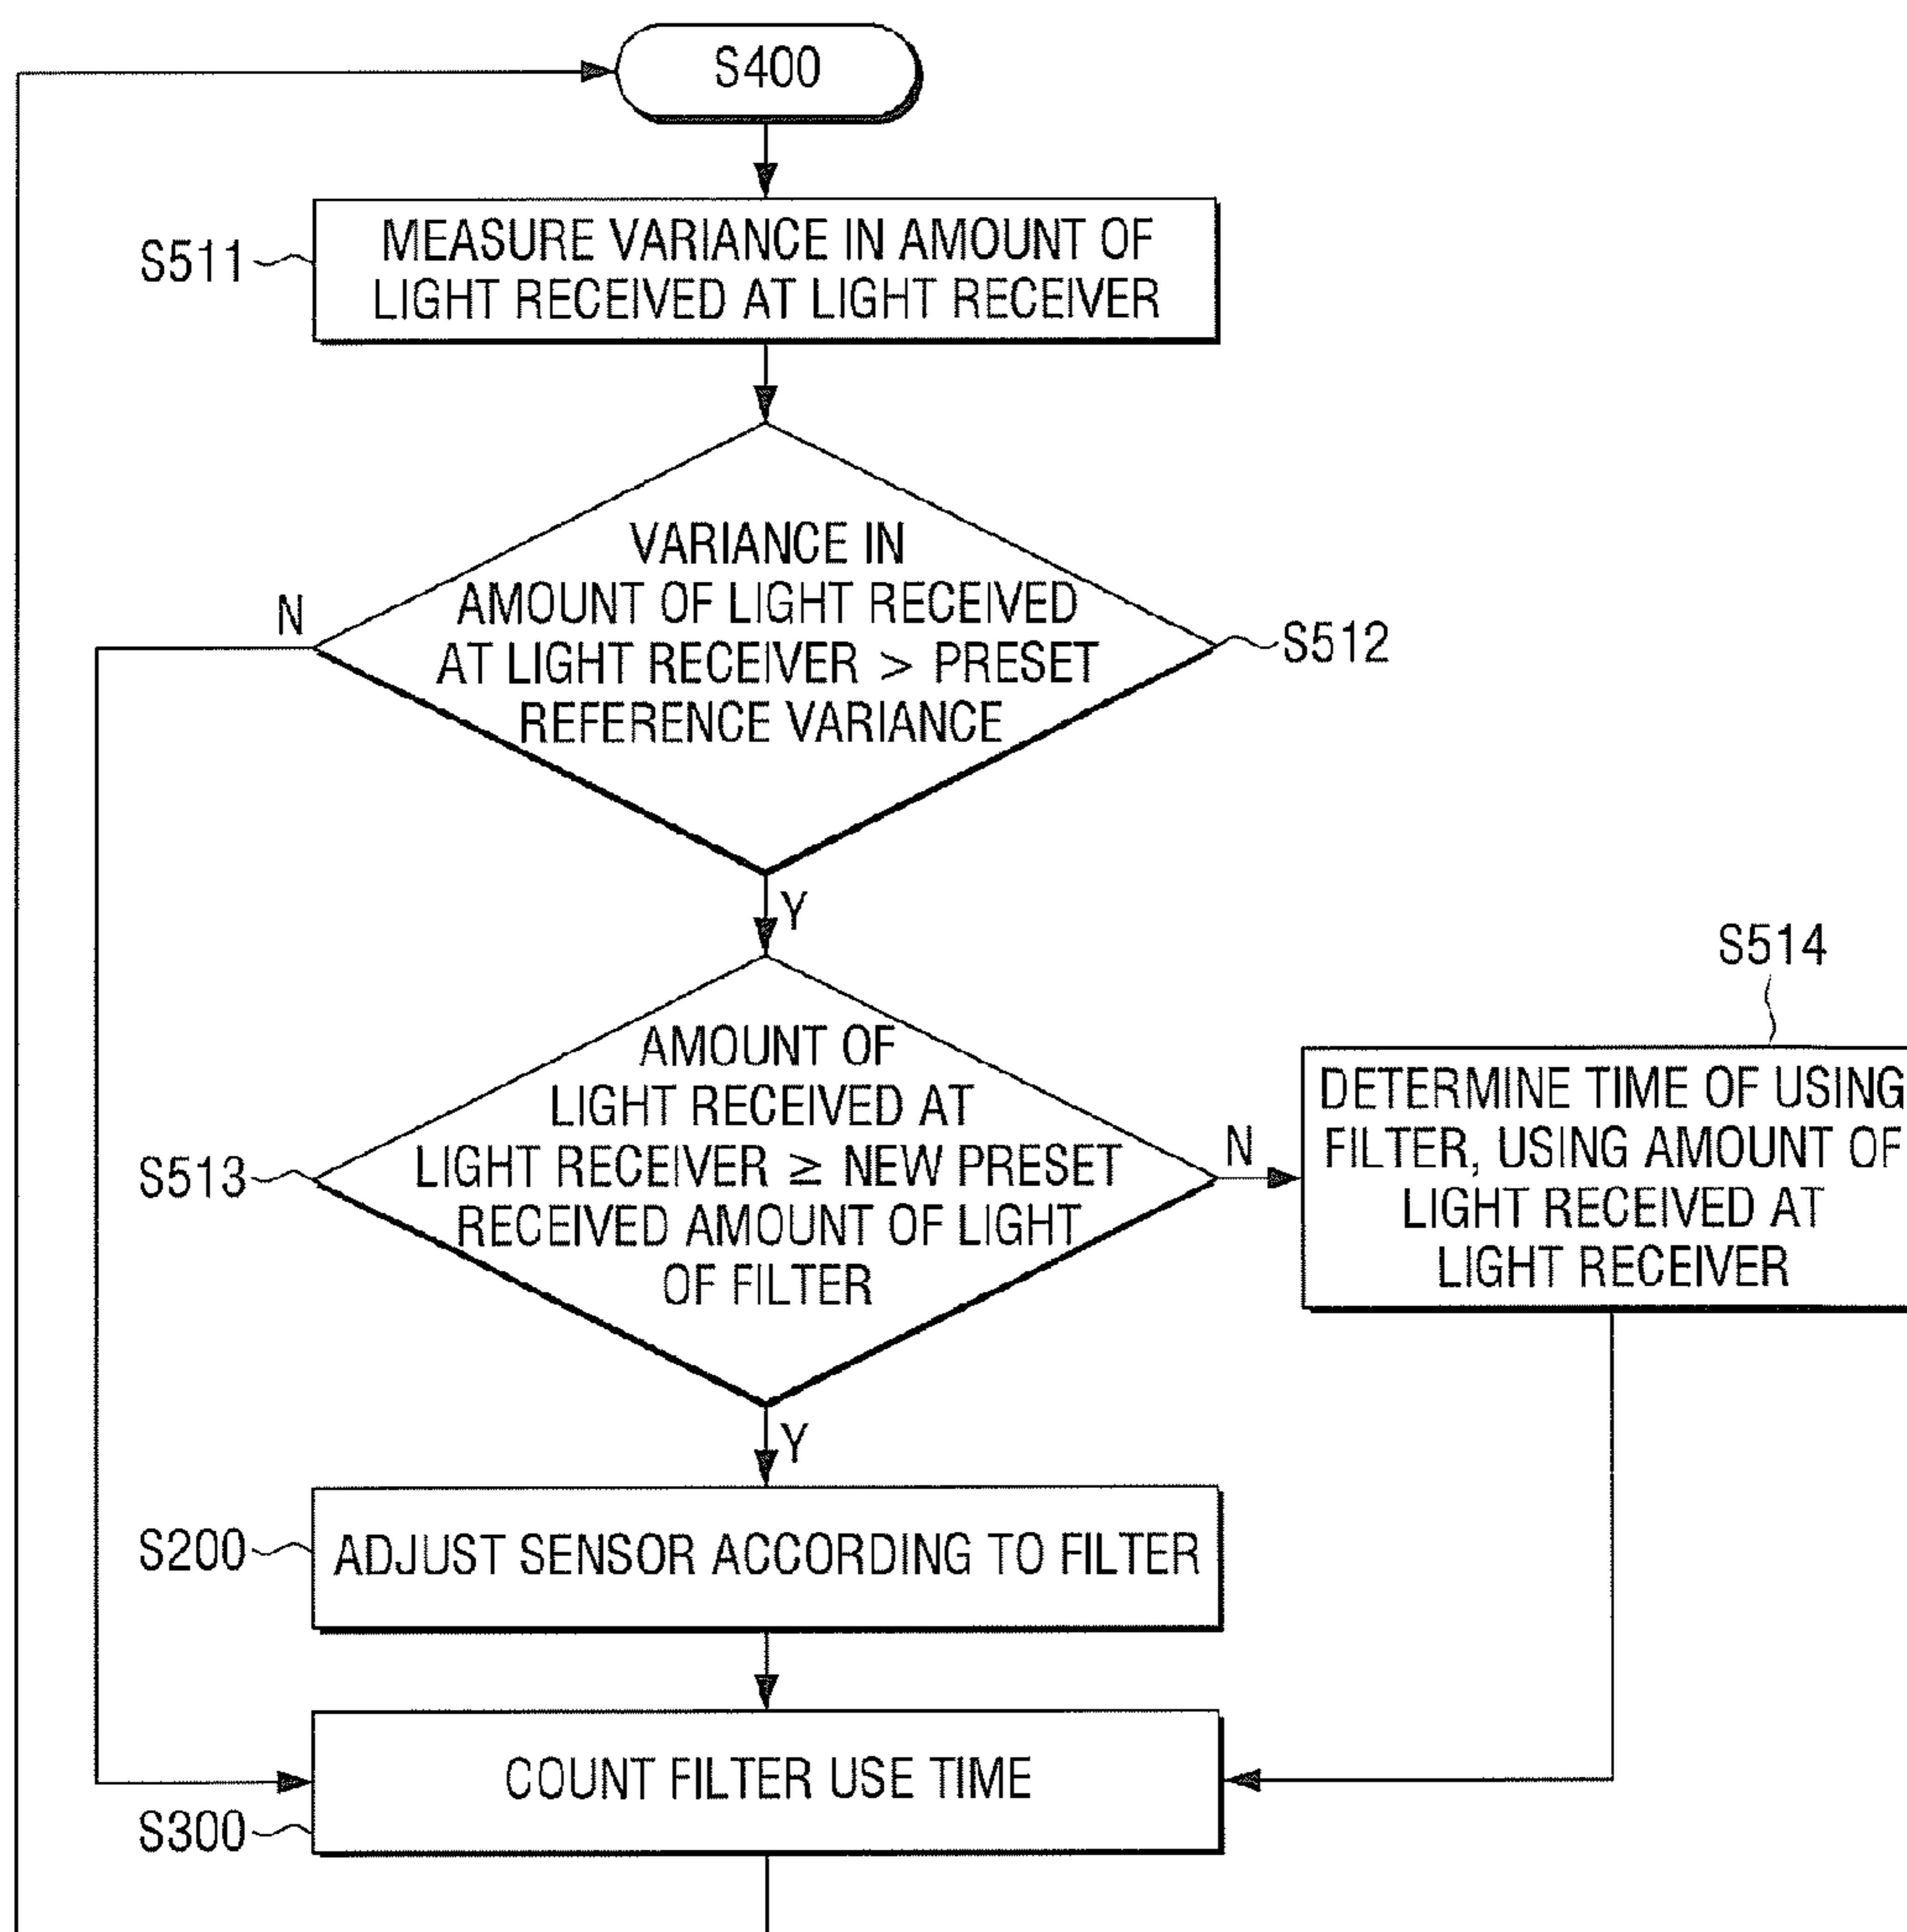 S400
S511
MEASURE VARIANCE IN AMOUNT OF
LIGHT RECEIVED AT LIGHT RECEIVER
VARIANCE IN
AMOUNT OF LIGHT RECEIVED
AT LIGHT RECEIVER > PRESET
REFERENCE VARIANCE
N
S512
Y
S514
AMOUNT OF
LIGHT RECEIVED AT
LIGHT RECEIVER ≥ NEW PRESET
RECEIVED AMOUNT OF LIGHT
OF FILTER
S513
N
DETERMINE TIME OF USING
FILTER, USING AMOUNT OF
LIGHT RECEIVED AT
LIGHT RECEIVER
Y
S200
ADJUST SENSOR ACCORDING TO FILTER
COUNT FILTER USE TIME
S300